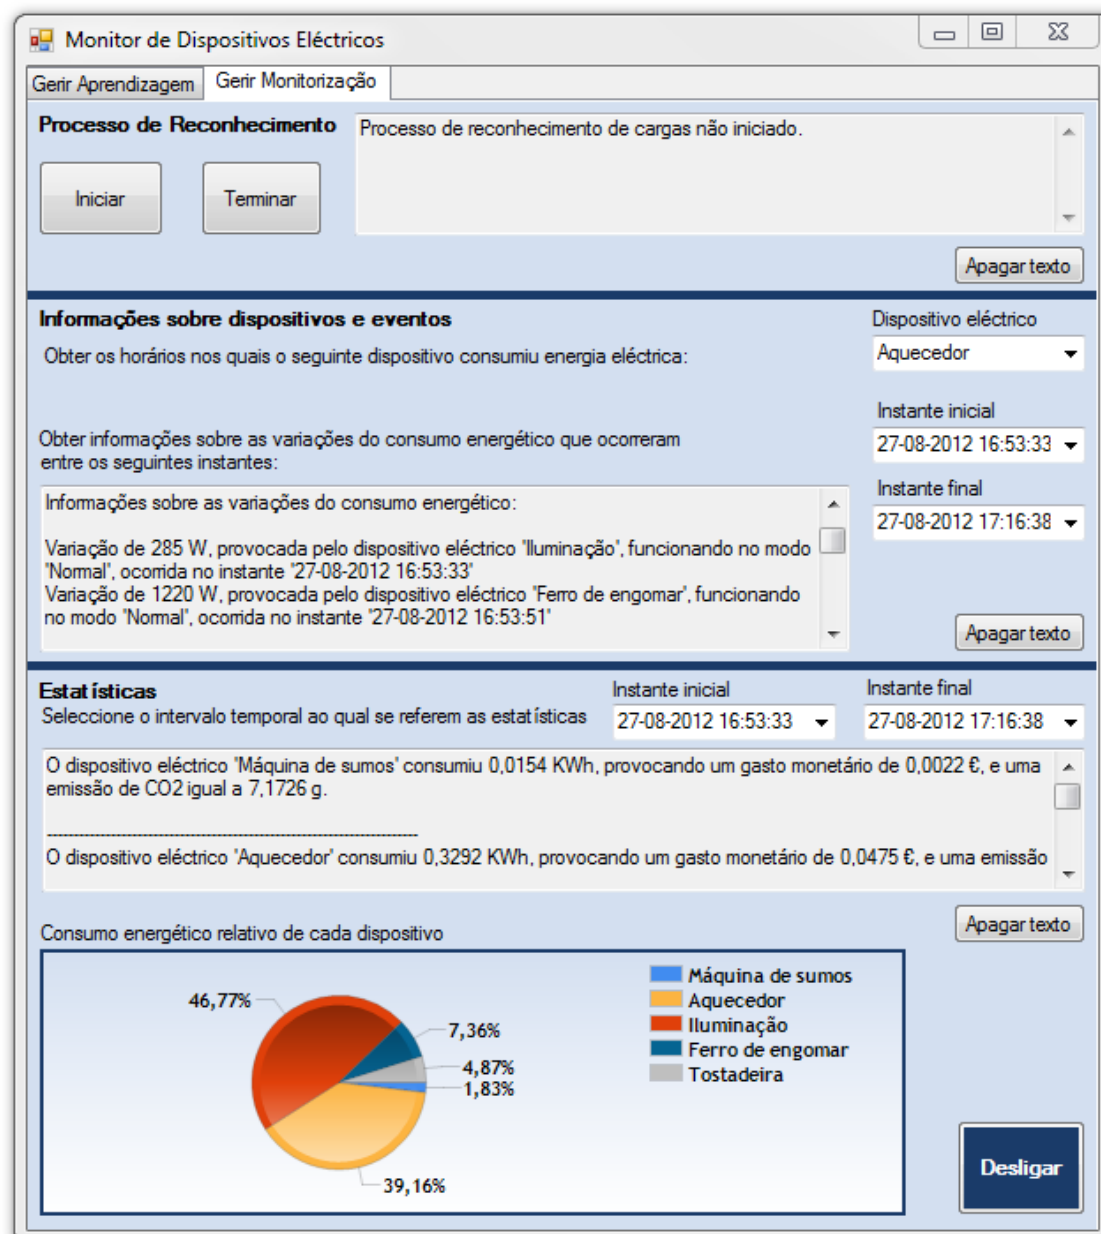 Monitor de Dispositivos Eléctricos
Gerir Aprendizagem
Gerir Monitorização
Processo de Reconhecimento
Processo de reconhecimento de cargas não iniciado.
Iniciar
Terminar
Apagar texto
Informações sobre dispositivos e eventos
Dispositivo eléctrico
Obter os horários nos quais o seguinte dispositivo consumiu energia eléctrica:
Aquecedor
Instante inicial
Obter informações sobre as variações do consumo energético que ocorreram
entre os seguintes instantes:
27-08-2012 16:53:33
Instante final
27-08-2012 17:16:38
Informações sobre as variações do consumo energético:
Variação de 285 W, provocada pelo dispositivo eléctrico 'Iluminação', funcionando no modo
'Normal', ocorrida no instante '27-08-2012 16:53:33'
Variação de 1220 W, provocada pelo dispositivo eléctrico 'Ferro de engomar', funcionando
no modo 'Normal', ocorrida no instante '27-08-2012 16:53:51'
Apagar texto
Estatísticas
Instante inicial
Instante final
Seleccione o intervalo temporal ao qual se referem as estatísticas
27-08-2012 16:53:33
27-08-2012 17:16:38
O dispositivo eléctrico 'Máquina de sumos' consumiu 0,0154 KWh, provocando um gasto monetário de 0,0022 €, e uma
emissão de CO2 igual a 7,1726 g.
----------------------------------------------------------------------
O dispositivo eléctrico 'Aquecedor' consumiu 0,3292 KWh, provocando um gasto monetário de 0,0475 €, e uma emissão
Apagar texto
Consumo energético relativo de cada dispositivo
46,77%
7,36%
4,87%
1,83%
39,16%
Máquina de sumos
Aquecedor
Iluminação
Ferro de engomar
Tostadeira
Desligar